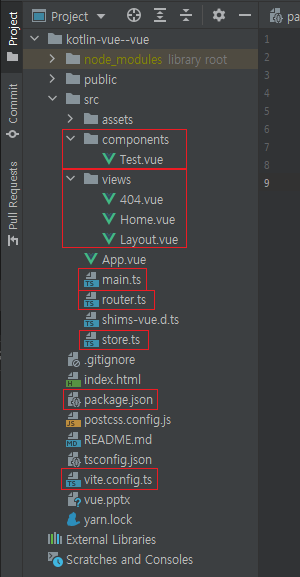 Project
pa
kotlin-vue--vue
node_modules library root
public
src
assets
components
Test.vue
views
404.vue
Home.vue
Layout.vue
App.vue
main.ts
router.ts
shims-vue.d.ts
store.ts
.gitignore
index.html
package.json
postcss.config.js
README.md
tsconfig.json
vite.config.ts
vue.pptx
yarn.lock
External Libraries
Scratches and Consoles
Project
Commit
Pull Requests
1
2
3
4
5
6
7
8
9